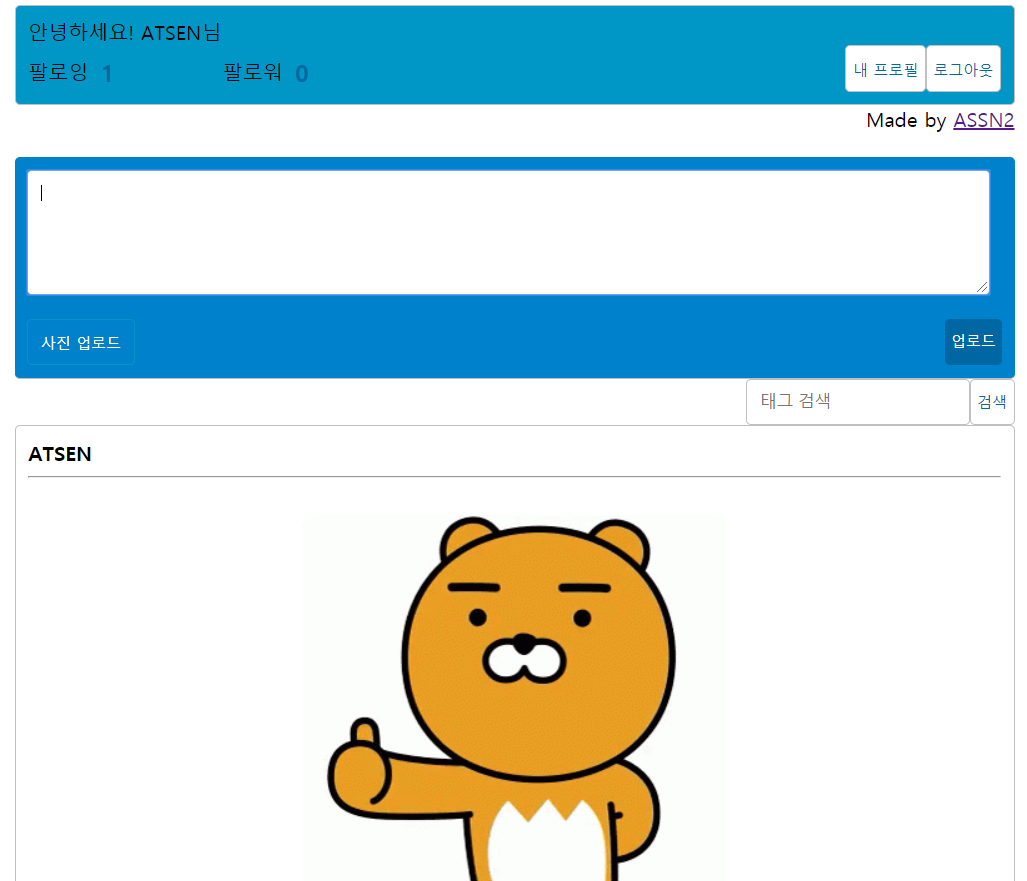 안녕하세요! ATSEN님
팔로잉 1 팔로워 0
내 프로필 로그아웃
Made by ASSN2
사진 업로드 업로드
태그 검색 검색
ATSEN